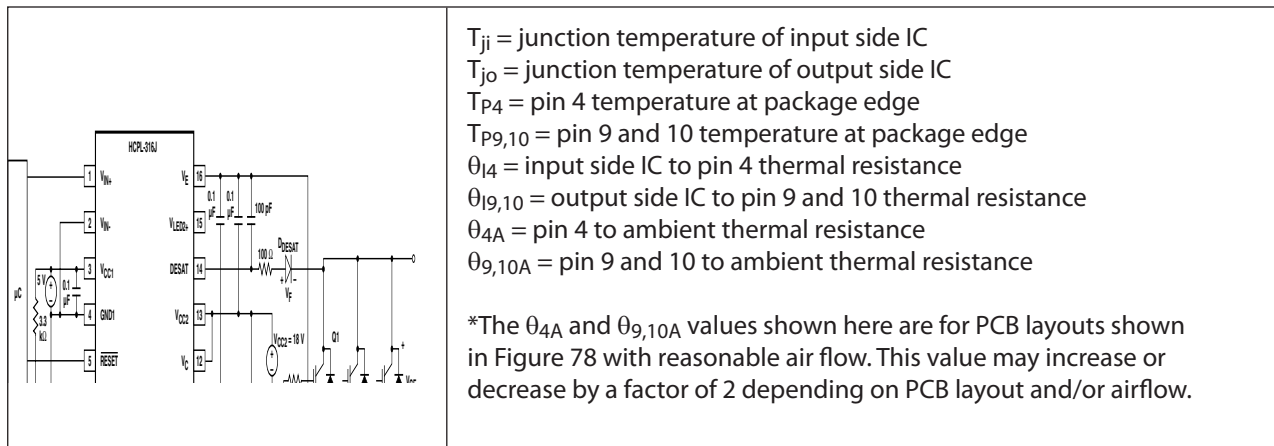 HCPL-316J
1 V_IN+
2 V_IN-
3 V_CC1
4 GND1
5 RESET
V_E 16
V_LED2+ 15
DESAT 14
V_CC2 13
V_C 12
µC
5 V
0.1 µF
3.3 kΩ
0.1 µF
0.1 µF
100 pF
100 Ω
D_DESAT
+ V_F -
V_CC2 = 18 V
Q1
+
T_ji = junction temperature of input side IC
T_jo = junction temperature of output side IC
T_P4 = pin 4 temperature at package edge
T_P9,10 = pin 9 and 10 temperature at package edge
θ_I4 = input side IC to pin 4 thermal resistance
θ_I9,10 = output side IC to pin 9 and 10 thermal resistance
θ_4A = pin 4 to ambient thermal resistance
θ_9,10A = pin 9 and 10 to ambient thermal resistance
*The θ_4A and θ_9,10A values shown here are for PCB layouts shown
in Figure 78 with reasonable air flow. This value may increase or
decrease by a factor of 2 depending on PCB layout and/or airflow.